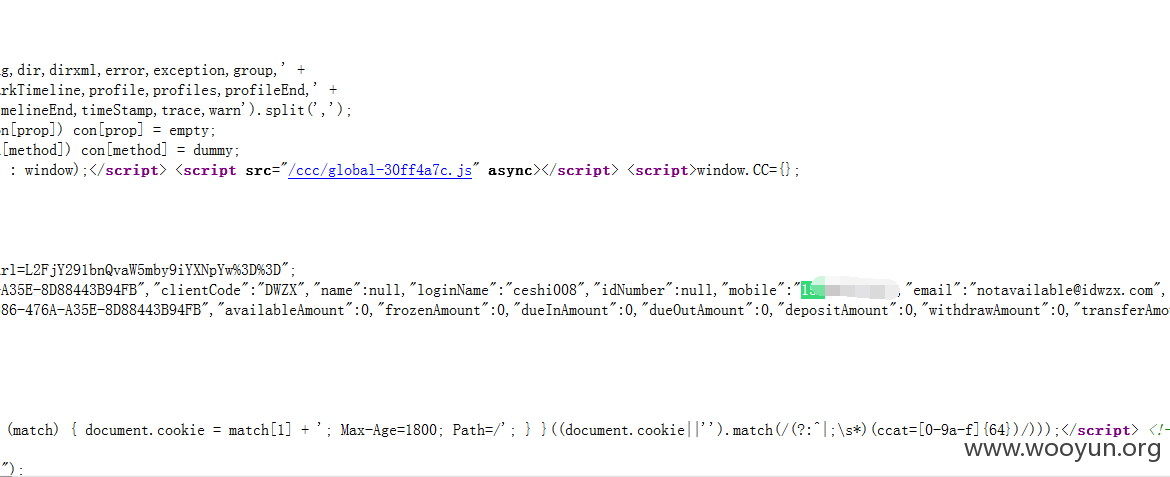 g,dir,dirxml,error,exception,group,' +
rkTimeline,profile,profiles,profileEnd,' +
melineEnd,timeStamp,trace,warn').split(',');
n[prop]) con[prop] = empty;
[method]) con[method] = dummy;
: window);</script> <script src="/ccc/global-30ff4a7c.js" async></script> <script>window.CC={};
rl=L2FjY291bnQvaW5mby9iYXNpYw%3D%3D";
A35E-8D88443B94FB","clientCode":"DWZX","name":null,"loginName":"ceshi008","idNumber":null,"mobile":" ,"email":"notavailable@idwzx.com",
86-476A-A35E-8D88443B94FB","availableAmount":0,"frozenAmount":0,"dueInAmount":0,"dueOutAmount":0,"depositAmount":0,"withdrawAmount":0,"transferAmo
(match) { document.cookie = match[1] + '; Max-Age=1800; Path=/'; } }((document.cookie||'').match(/(?:^|;\s*)(ccat=[0-9a-f]{64})/)));</script> <!-
");
www.wooyun.org